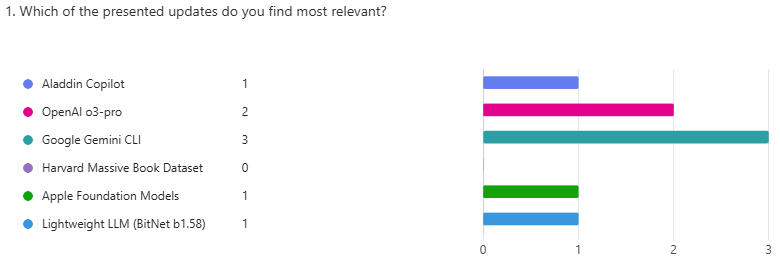 1. Which of the presented updates do you find most relevant?
Aladdin Copilot 1
OpenAI o3-pro 2
Google Gemini CLI 3
Harvard Massive Book Dataset 0
Apple Foundation Models 1
Lightweight LLM (BitNet b1.58) 1
0 1 2 3